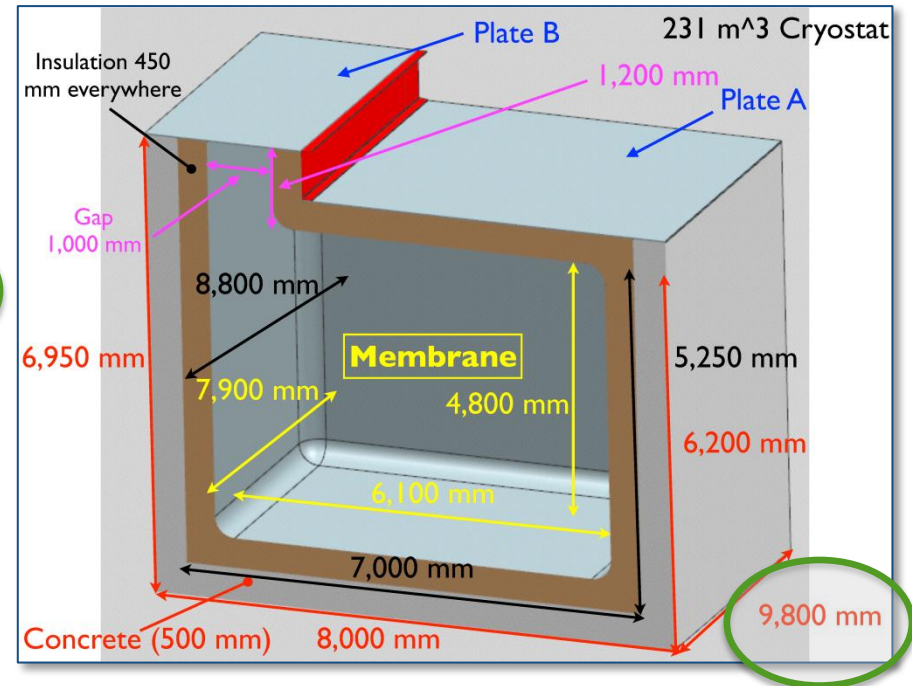 231 m^3 Cryostat
Plate B
Insulation 450
mm everywhere
1,200 mm
Plate A
Gap
1,000 mm
8,800 mm
6,950 mm
Membrane
5,250 mm
7,900 mm
4,800 mm
6,200 mm
6,100 mm
7,000 mm
9,800 mm
Concrete (500 mm)
8,000 mm